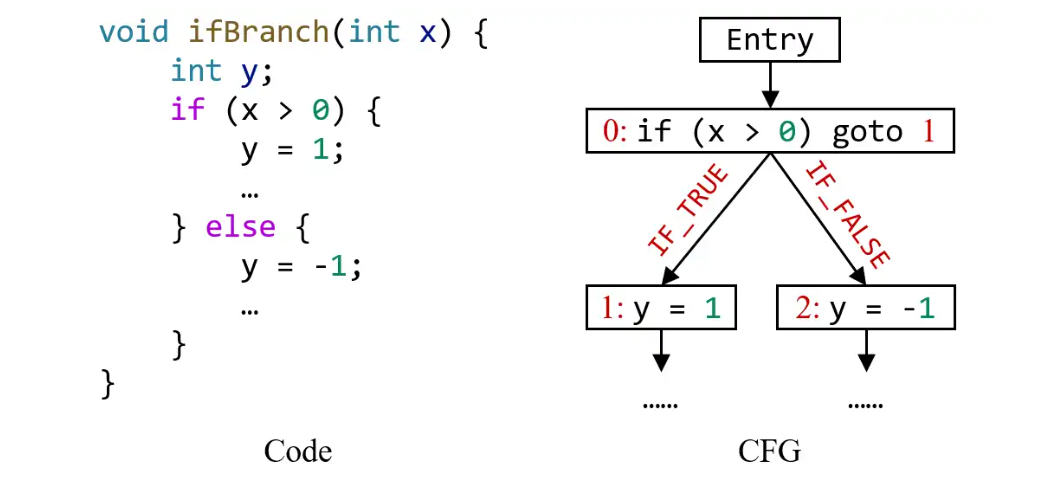 void ifBranch(int x) {
    int y;
    if (x > 0) {
        y = 1;
        …
    } else {
        y = -1;
        …
    }
}
Code
Entry
0: if (x > 0) goto 1
IF_TRUE
IF_FALSE
1: y = 1
2: y = -1
……
……
CFG